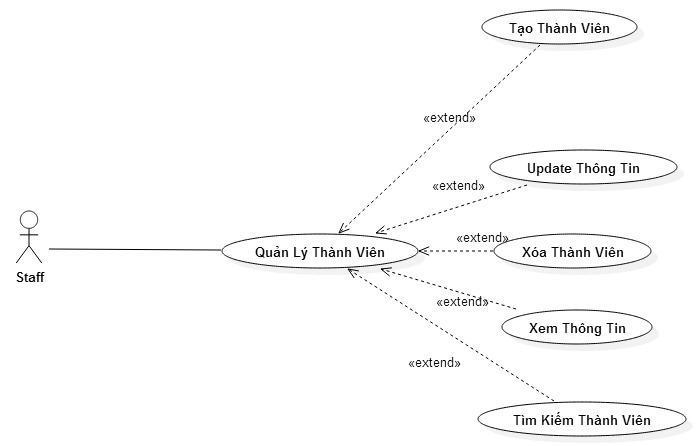 Tạo Thành Viên
«extend»
Update Thông Tin
«extend»
Staff
Quản Lý Thành Viên
«extend»
Xóa Thành Viên
«extend»
Xem Thông Tin
«extend»
Tìm Kiếm Thành Viên